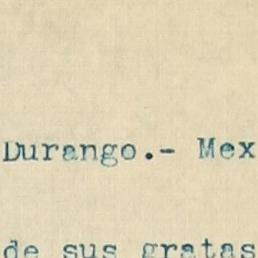 Durango.- Mex
de sus gratas